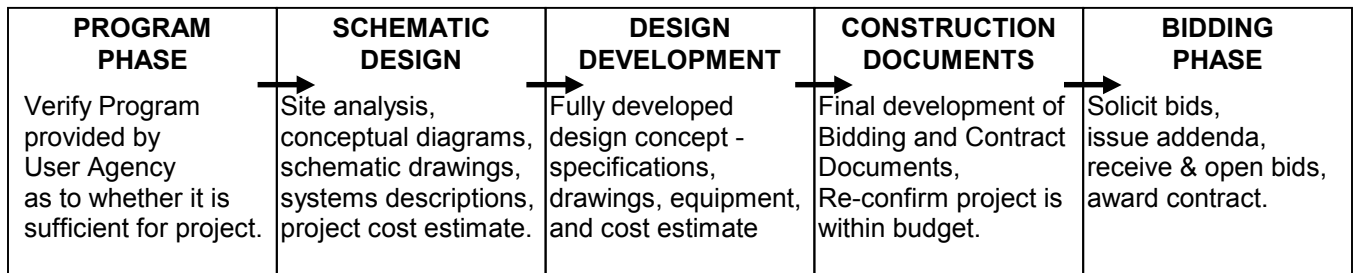 PROGRAM
PHASE
Verify Program
provided by
User Agency
as to whether it is
sufficient for project.
SCHEMATIC
DESIGN
Site analysis,
conceptual diagrams,
schematic drawings,
systems descriptions,
project cost estimate.
DESIGN
DEVELOPMENT
Fully developed
design concept -
specifications,
drawings, equipment,
and cost estimate
CONSTRUCTION
DOCUMENTS
Final development of
Bidding and Contract
Documents,
Re-confirm project is
within budget.
BIDDING
PHASE
Solicit bids,
issue addenda,
receive & open bids,
award contract.